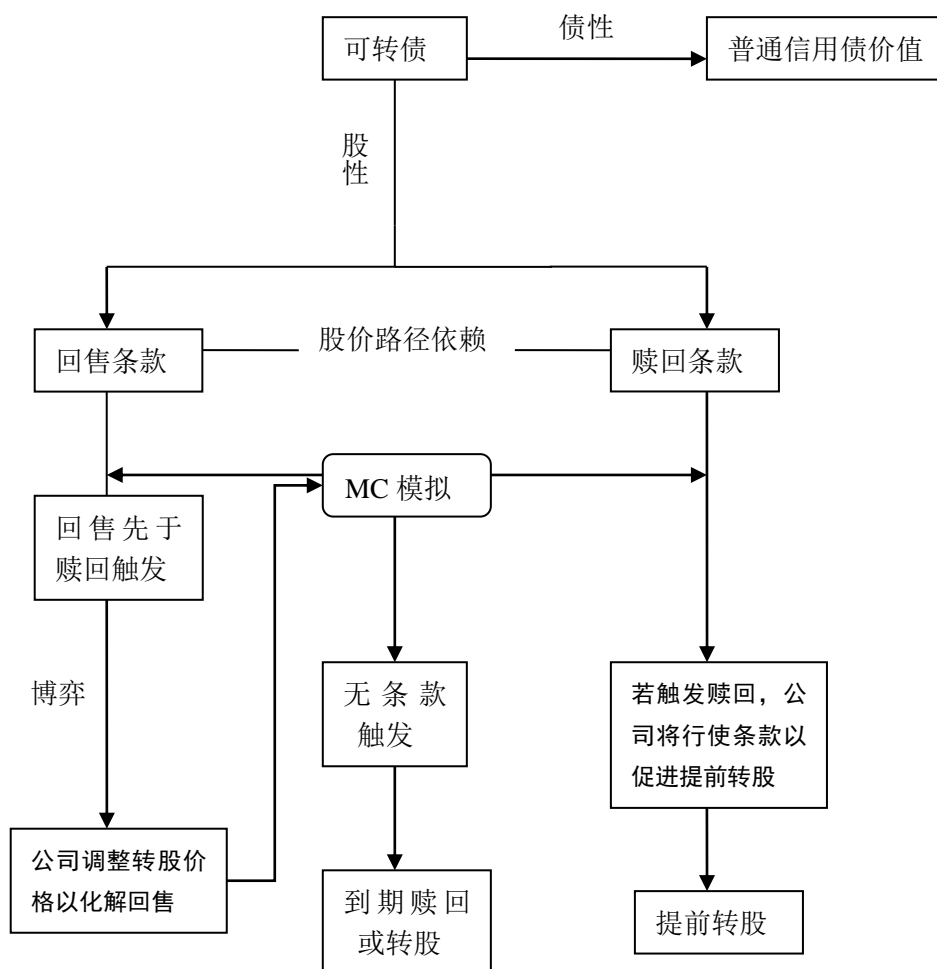 可转债
债性
普通信用债价值
股
性
回售条款
股价路径依赖
赎回条款
MC 模拟
回售先于
赎回触发
博弈
无条款
触发
若触发赎回，公
司将行使条款以
促进提前转股
公司调整转股价
格以化解回售
到期赎回
或转股
提前转股